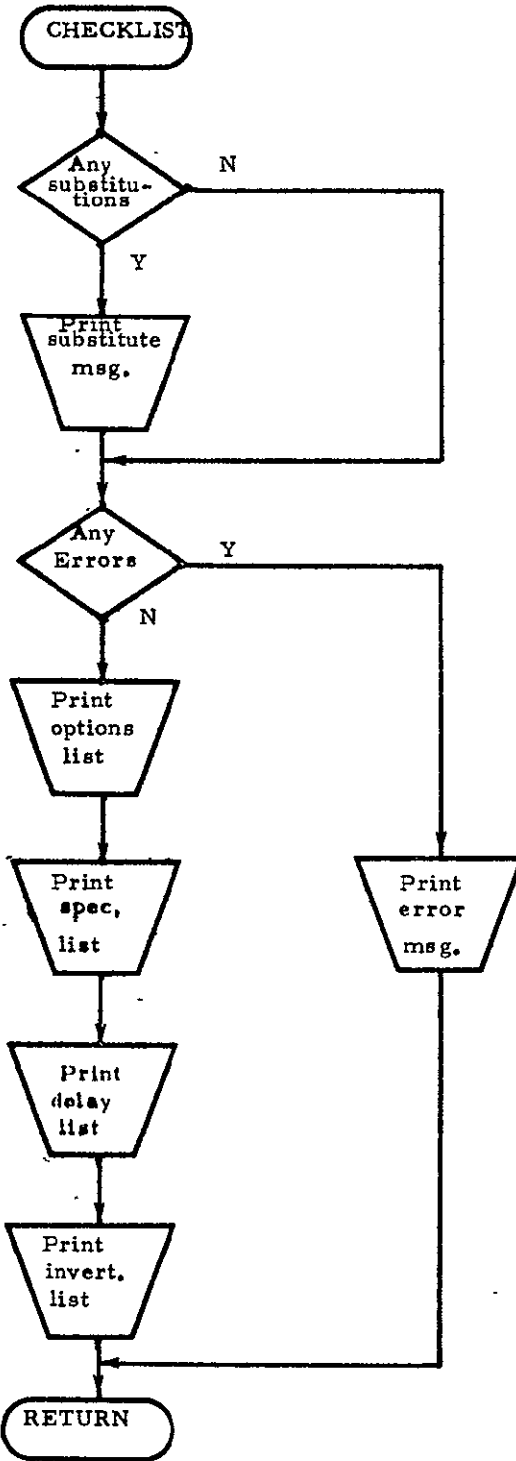 CHECKLIST
Any
substitu-
tions
N
Y
Print
substitute
msg.
Any
Errors
Y
N
Print
options
list
Print
spec.
list
Print
error
msg.
Print
delay
list
Print
invert.
list
RETURN